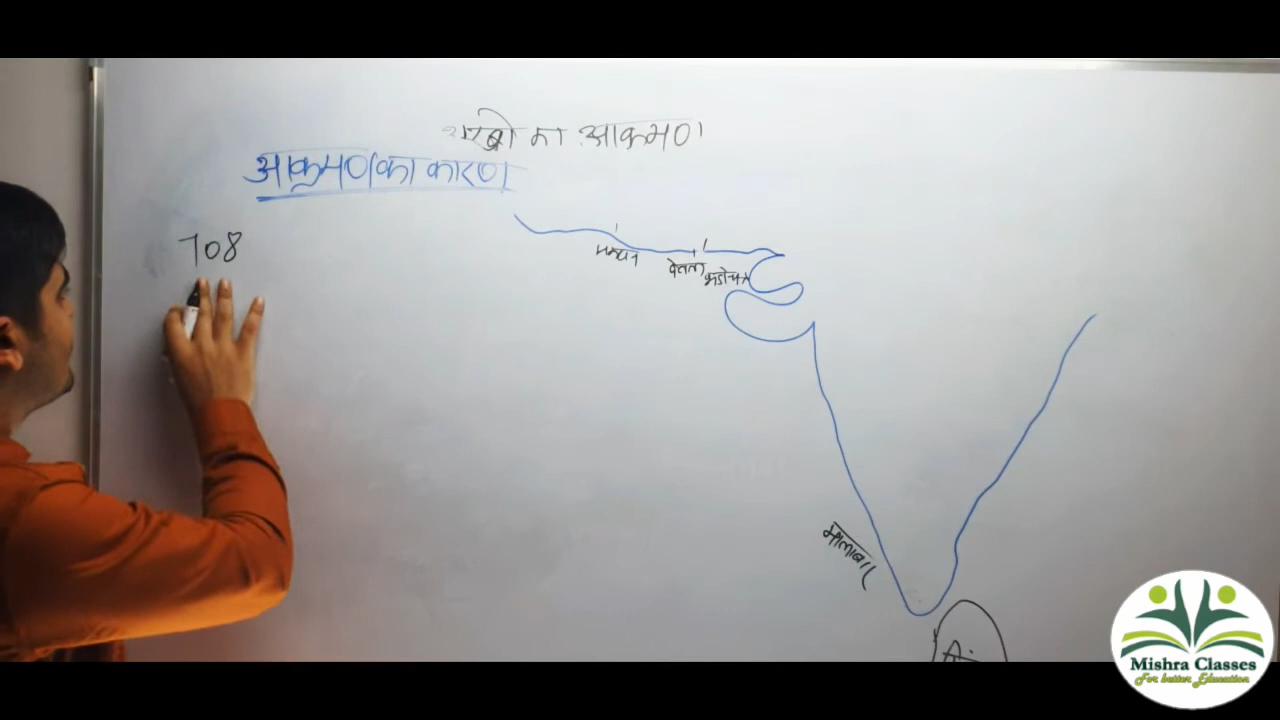 अरबो का आक्रमण
आक्रमण का कारण
708
देवल
भडोच
मालाबार
Mishra Classes
For better Education